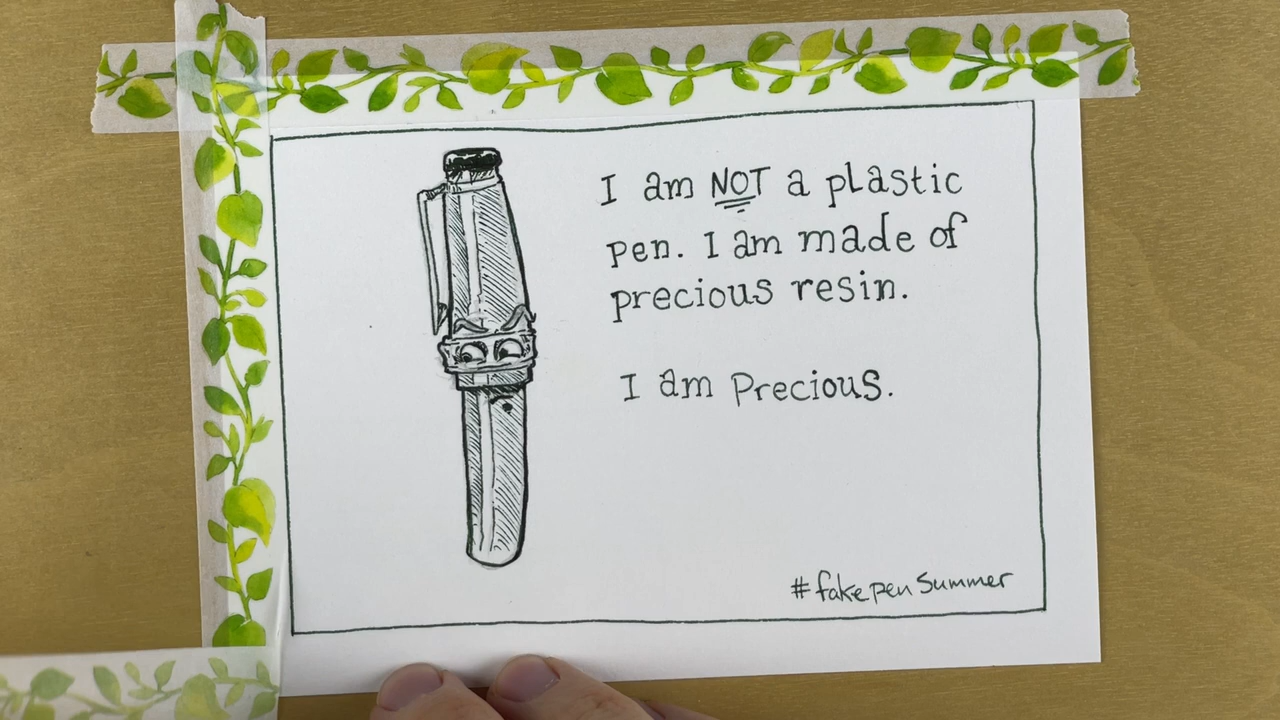 I am NOT a plastic
pen. I am made of
precious resin.
I am Precious.
#fakepenSummer